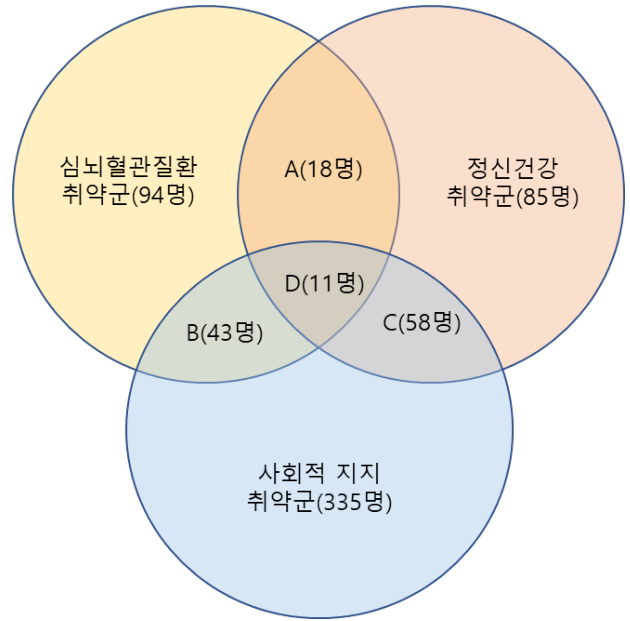 심뇌혈관질환
취약군(94명)
A(18명)
정신건강
취약군(85명)
D(11명)
B(43명)
C(58명)
사회적 지지
취약군(335명)